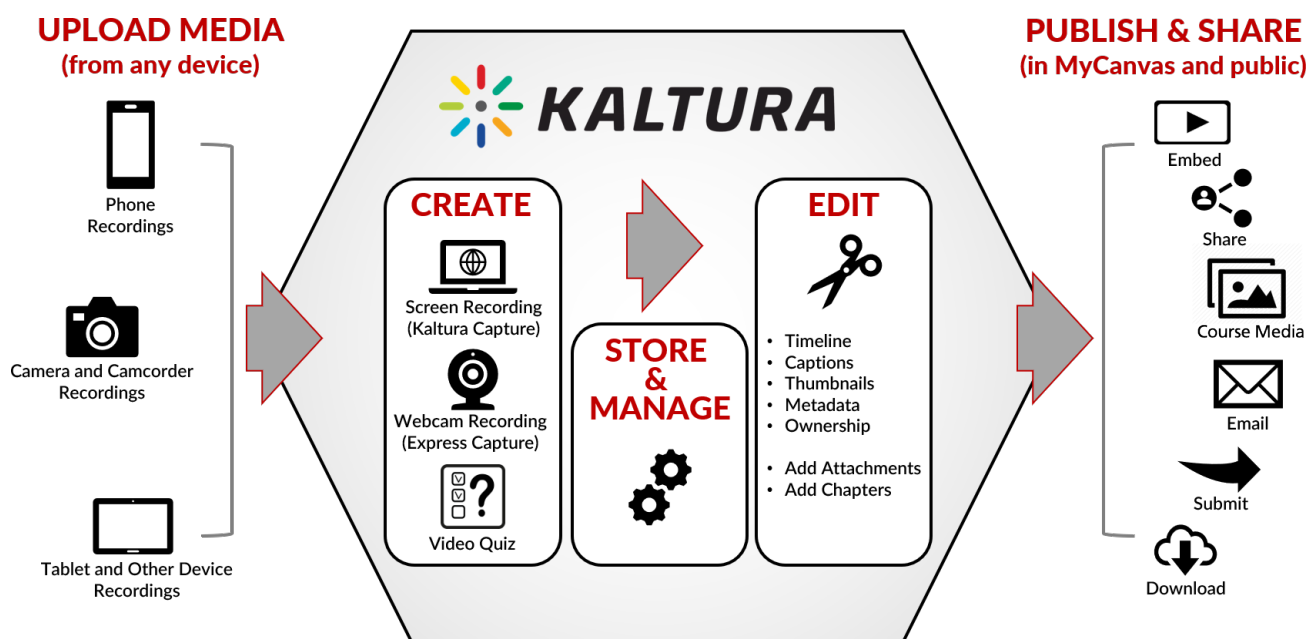 UPLOAD MEDIA
(from any device)
Phone
Recordings
Camera and Camcorder
Recordings
Tablet and Other Device
Recordings
KALTURA
CREATE
Screen Recording
(Kaltura Capture)
Webcam Recording
(Express Capture)
V
V
?
Video Quiz
STORE
&
MANAGE
EDIT
• Timeline
• Captions
• Thumbnails
• Metadata
• Ownership
• Add Attachments
• Add Chapters
PUBLISH & SHARE
(in MyCanvas and public)
Embed
Share
Course Media
Email
Submit
Download